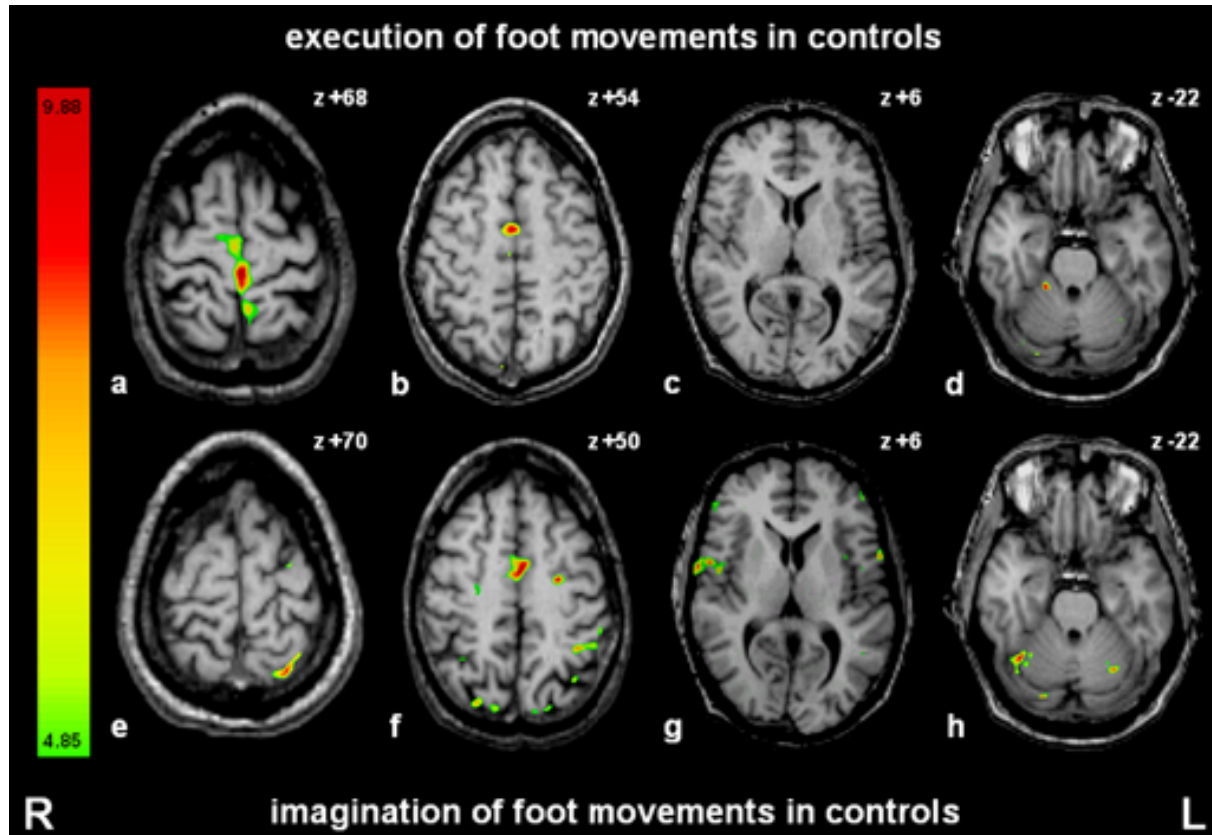 execution of foot movements in controls
9.88
z +68
z +54
z +6
z -22
a
b
c
d
z +70
z +50
z +6
z -22
4.85
e
f
g
h
R
imagination of foot movements in controls
L